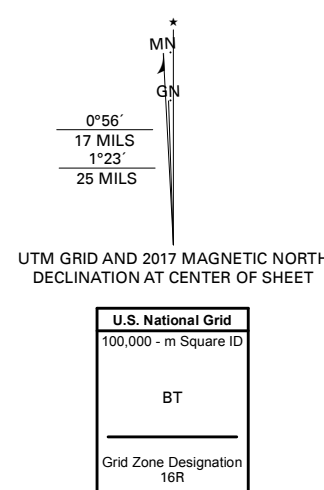 ★
MN
GN
0°56´
17 MILS
1°23´
25 MILS
UTM GRID AND 2017 MAGNETIC NORTH
DECLINATION AT CENTER OF SHEET
U.S. National Grid
100,000 - m Square ID
BT
Grid Zone Designation
16R